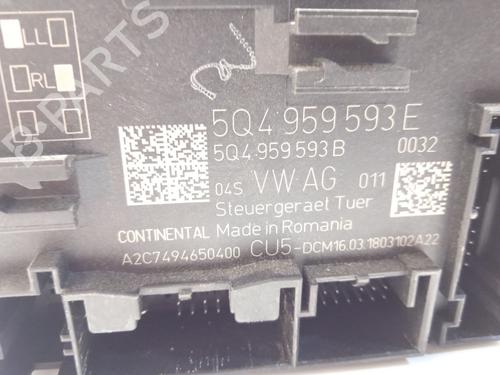 LL
RL
5Q4 959 593 E
5Q4 959 593 B 0032
04S VW AG 011
Steuergeraet Tuer
CONTINENTAL Made in Romania
A2C7494650400 CU5-DCM16.03.1803102A22
B-PARTS